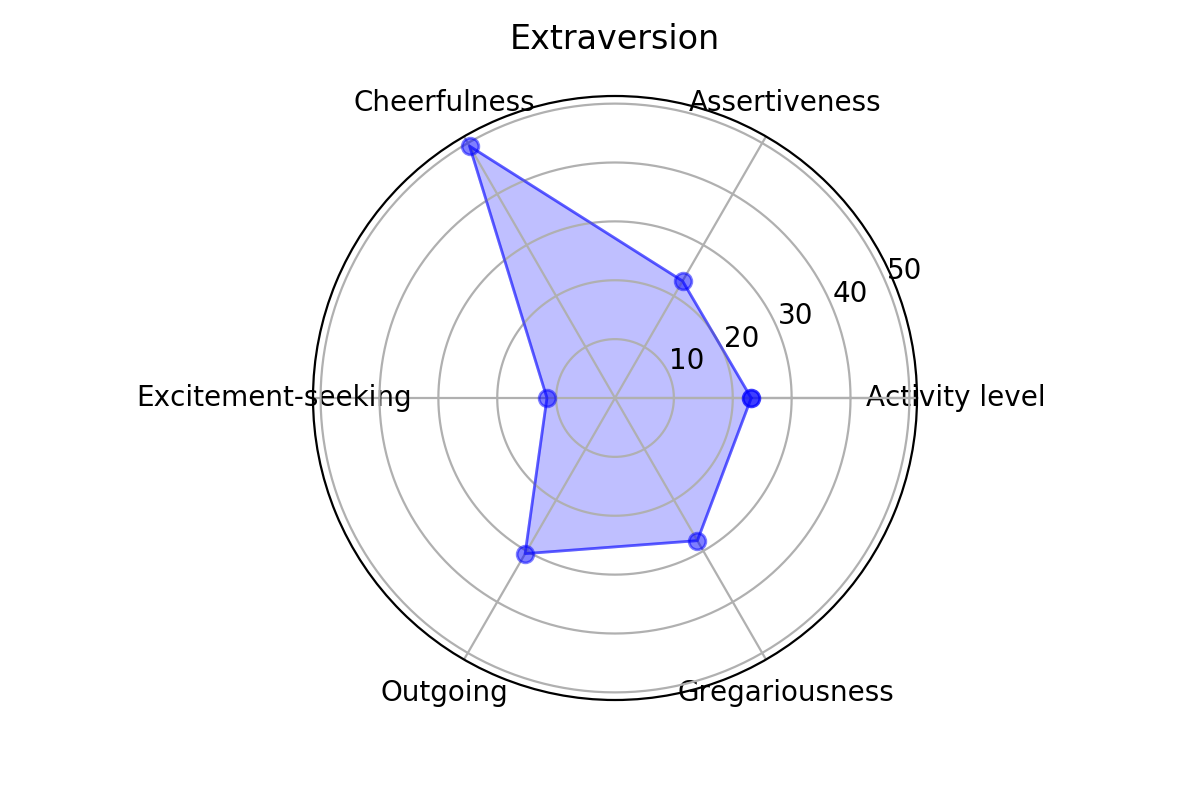 Extraversion
Cheerfulness
Assertiveness
50
40
30
20
10
Excitement-seeking
Activity level
Outgoing
Gregariousness